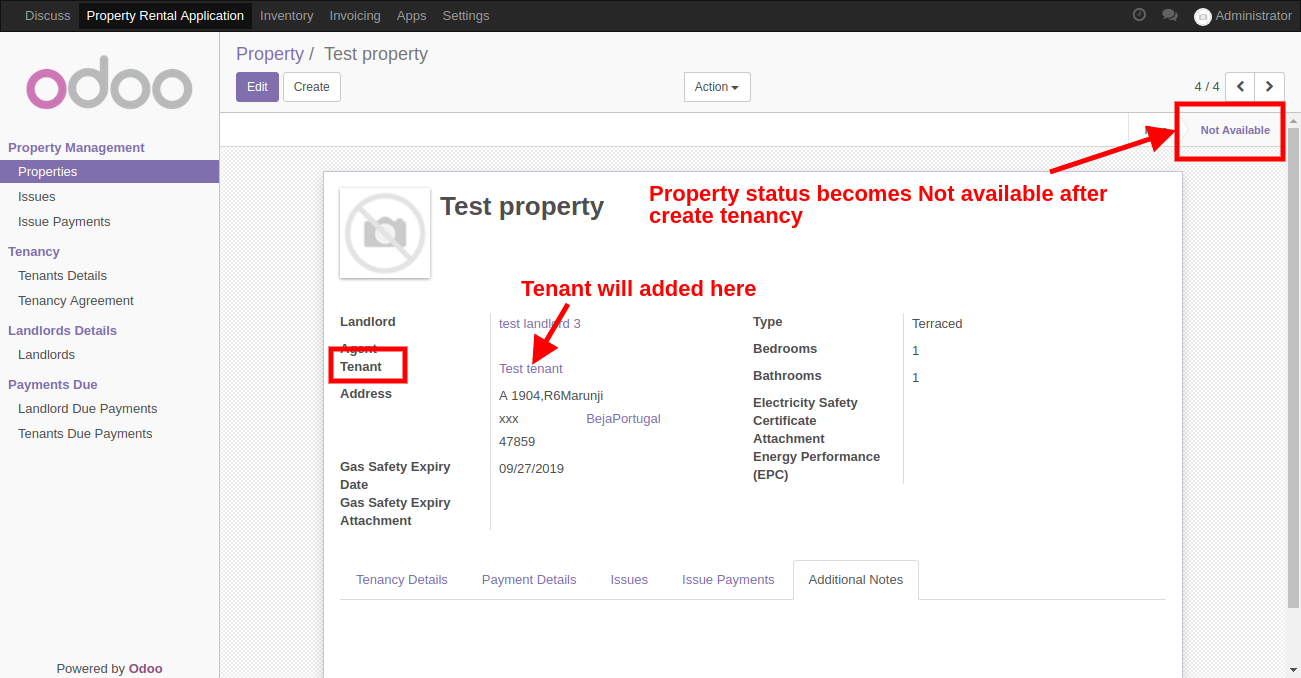 Discuss Property Rental Application Inventory Invoicing Apps Settings Administrator
odoo
Property / Test property
Edit Create Action 4 / 4
Not Available
Property Management
Properties
Issues
Issue Payments
Tenancy
Tenants Details
Tenancy Agreement
Landlords Details
Landlords
Payments Due
Landlord Due Payments
Tenants Due Payments
Powered by Odoo
Property status becomes Not available after
create tenancy
Test property
Tenant will added here
Landlord test landlord 3
Agent
Tenant Test tenant
Address A 1904,R6Marunji
xxx BejaPortugal
47859
Gas Safety Expiry 09/27/2019
Date
Gas Safety Expiry
Attachment
Type Terraced
Bedrooms 1
Bathrooms 1
Electricity Safety
Certificate
Attachment
Energy Performance
(EPC)
Tenancy Details Payment Details Issues Issue Payments Additional Notes